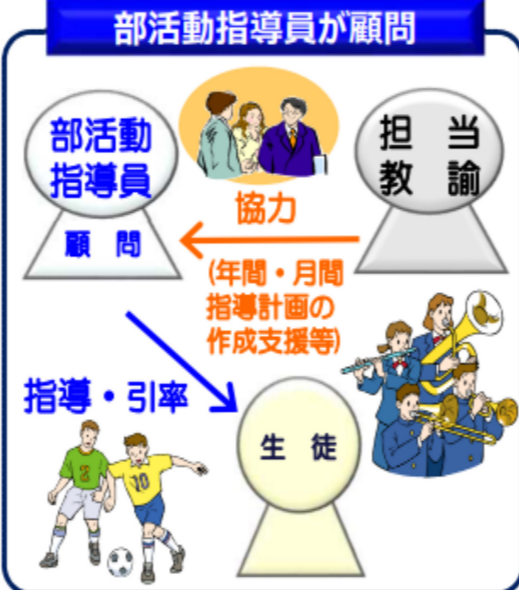 部活動指導員が顧問
部活動
指導員
顧 問
担 当
教 諭
協力
(年間・月間
指導計画の
作成支援等)
指導・引率
生 徒
3
10